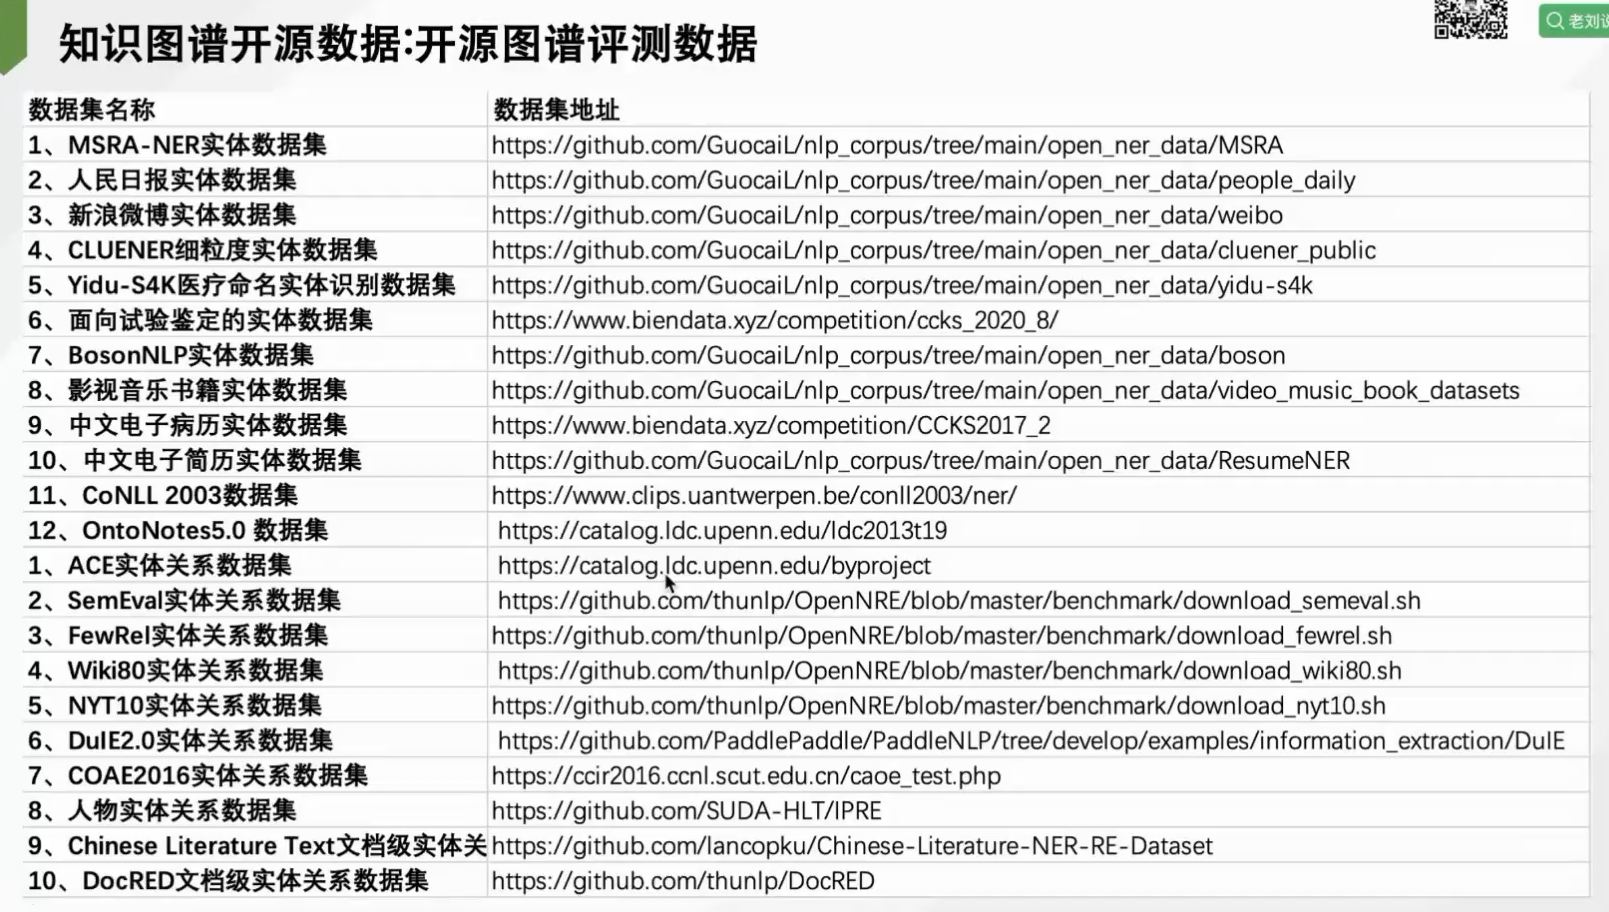 老刘说
知识图谱开源数据:开源图谱评测数据
数据集名称 数据集地址
1、MSRA-NER实体数据集 https://github.com/GuocaiL/nlp_corpus/tree/main/open_ner_data/MSRA
2、人民日报实体数据集 https://github.com/GuocaiL/nlp_corpus/tree/main/open_ner_data/people_daily
3、新浪微博实体数据集 https://github.com/GuocaiL/nlp_corpus/tree/main/open_ner_data/weibo
4、CLUENER细粒度实体数据集 https://github.com/GuocaiL/nlp_corpus/tree/main/open_ner_data/cluener_public
5、Yidu-S4K医疗命名实体识别数据集 https://github.com/GuocaiL/nlp_corpus/tree/main/open_ner_data/yidu-s4k
6、面向试验鉴定的实体数据集 https://www.biendata.xyz/competition/ccks_2020_8/
7、BosonNLP实体数据集 https://github.com/GuocaiL/nlp_corpus/tree/main/open_ner_data/boson
8、影视音乐书籍实体数据集 https://github.com/GuocaiL/nlp_corpus/tree/main/open_ner_data/video_music_book_datasets
9、中文电子病历实体数据集 https://www.biendata.xyz/competition/CCKS2017_2
10、中文电子简历实体数据集 https://github.com/GuocaiL/nlp_corpus/tree/main/open_ner_data/ResumeNER
11、CoNLL 2003数据集 https://www.clips.uantwerpen.be/conll2003/ner/
12、OntoNotes5.0 数据集 https://catalog.ldc.upenn.edu/ldc2013t19
1、ACE实体关系数据集 https://catalog.ldc.upenn.edu/byproject
2、SemEval实体关系数据集 https://github.com/thunlp/OpenNRE/blob/master/benchmark/download_semeval.sh
3、FewRel实体关系数据集 https://github.com/thunlp/OpenNRE/blob/master/benchmark/download_fewrel.sh
4、Wiki80实体关系数据集 https://github.com/thunlp/OpenNRE/blob/master/benchmark/download_wiki80.sh
5、NYT10实体关系数据集 https://github.com/thunlp/OpenNRE/blob/master/benchmark/download_nyt10.sh
6、DuIE2.0实体关系数据集 https://github.com/PaddlePaddle/PaddleNLP/tree/develop/examples/information_extraction/DuIE
7、COAE2016实体关系数据集 https://ccir2016.ccnl.scut.edu.cn/caoe_test.php
8、人物实体关系数据集 https://github.com/SUDA-HLT/IPRE
9、Chinese Literature Text文档级实体关 https://github.com/lancopku/Chinese-Literature-NER-RE-Dataset
10、DocRED文档级实体关系数据集 https://github.com/thunlp/DocRED